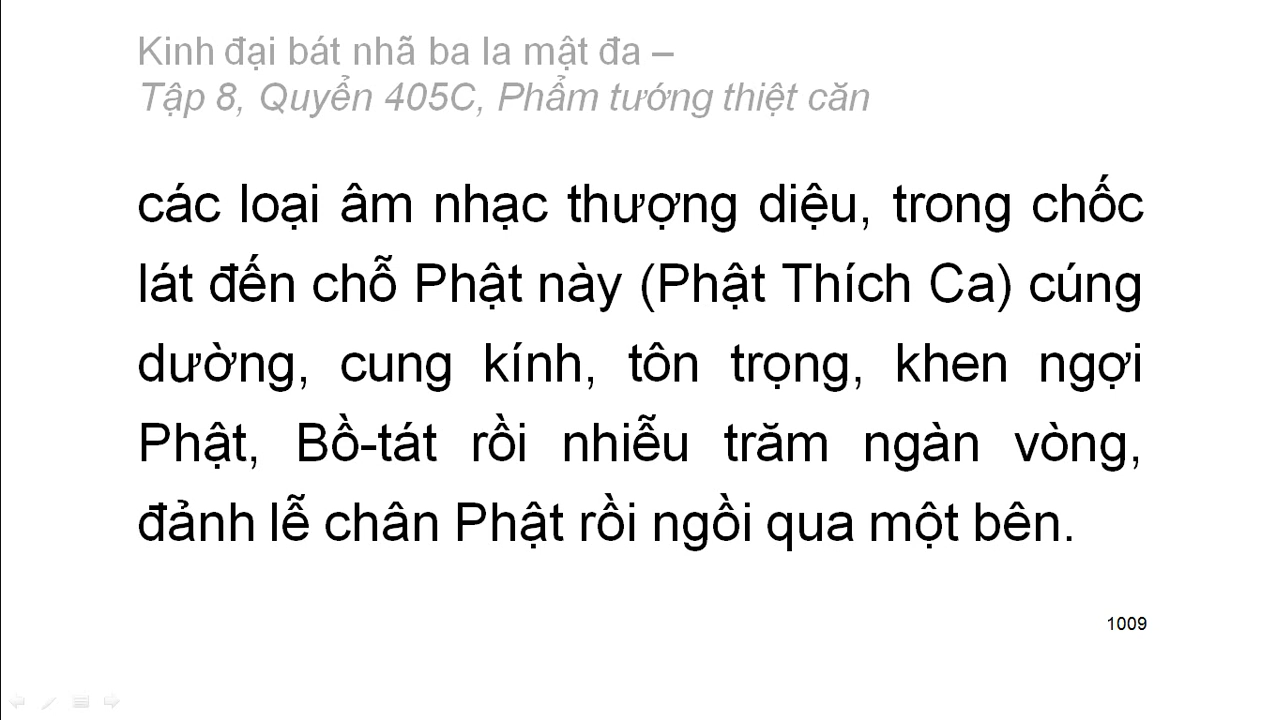 Kinh đại bát nhã ba la mật đa –
Tập 8, Quyển 405C, Phẩm tướng thiệt căn
các loại âm nhạc thượng diệu, trong chốc
lát đến chỗ Phật này (Phật Thích Ca) cúng
dường, cung kính, tôn trọng, khen ngợi
Phật, Bồ-tát rồi nhiễu trăm ngàn vòng,
đảnh lễ chân Phật rồi ngồi qua một bên.
1009